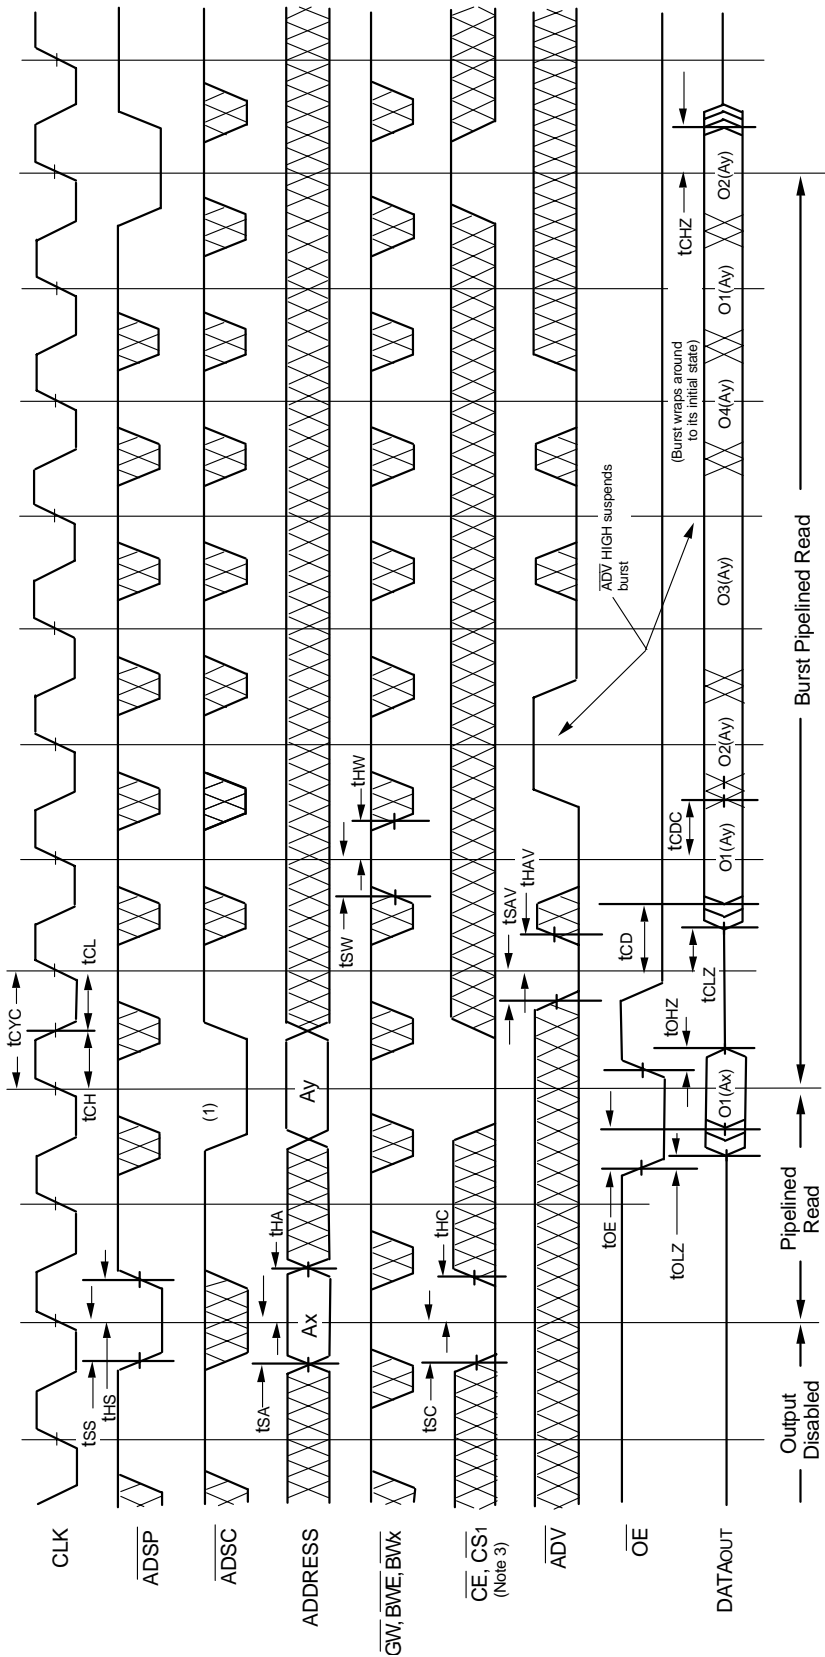 CLK
tCYC
tCH
tCL
ADSP
tSS
tHS
ADSC
(1)
ADDRESS
tSA
tHA
Ax
Ay
GW, BWE, BWx
tSW
tHW
CE, CS1
(Note 3)
tSC
tHC
ADV
tSAV
tHAV
ADV HIGH suspends
burst
OE
tOE
tOHZ
tCD
tOLZ
tCLZ
tCDC
tCHZ
(Burst wraps around
to its initial state)
DATAOUT
O1(Ax)
O1(Ay)
O2(Ay)
O3(Ay)
O4(Ay)
O1(Ay)
O2(Ay)
Output
Disabled
Pipelined
Read
Burst Pipelined Read